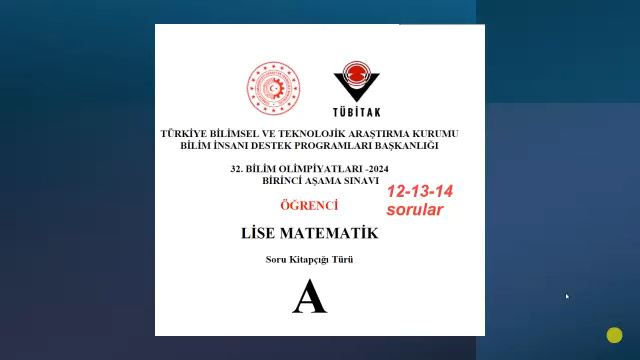 TÜBİTAK
TÜRKİYE BİLİMSEL VE TEKNOLOJİK ARAŞTIRMA KURUMU
BİLİM İNSANI DESTEK PROGRAMLARI BAŞKANLIĞI
32. BİLİM OLİMPİYATLARI -2024
BİRİNCİ AŞAMA SINAVI
12-13-14
sorular
ÖĞRENCİ
LİSE MATEMATİK
Soru Kitapçığı Türü
A